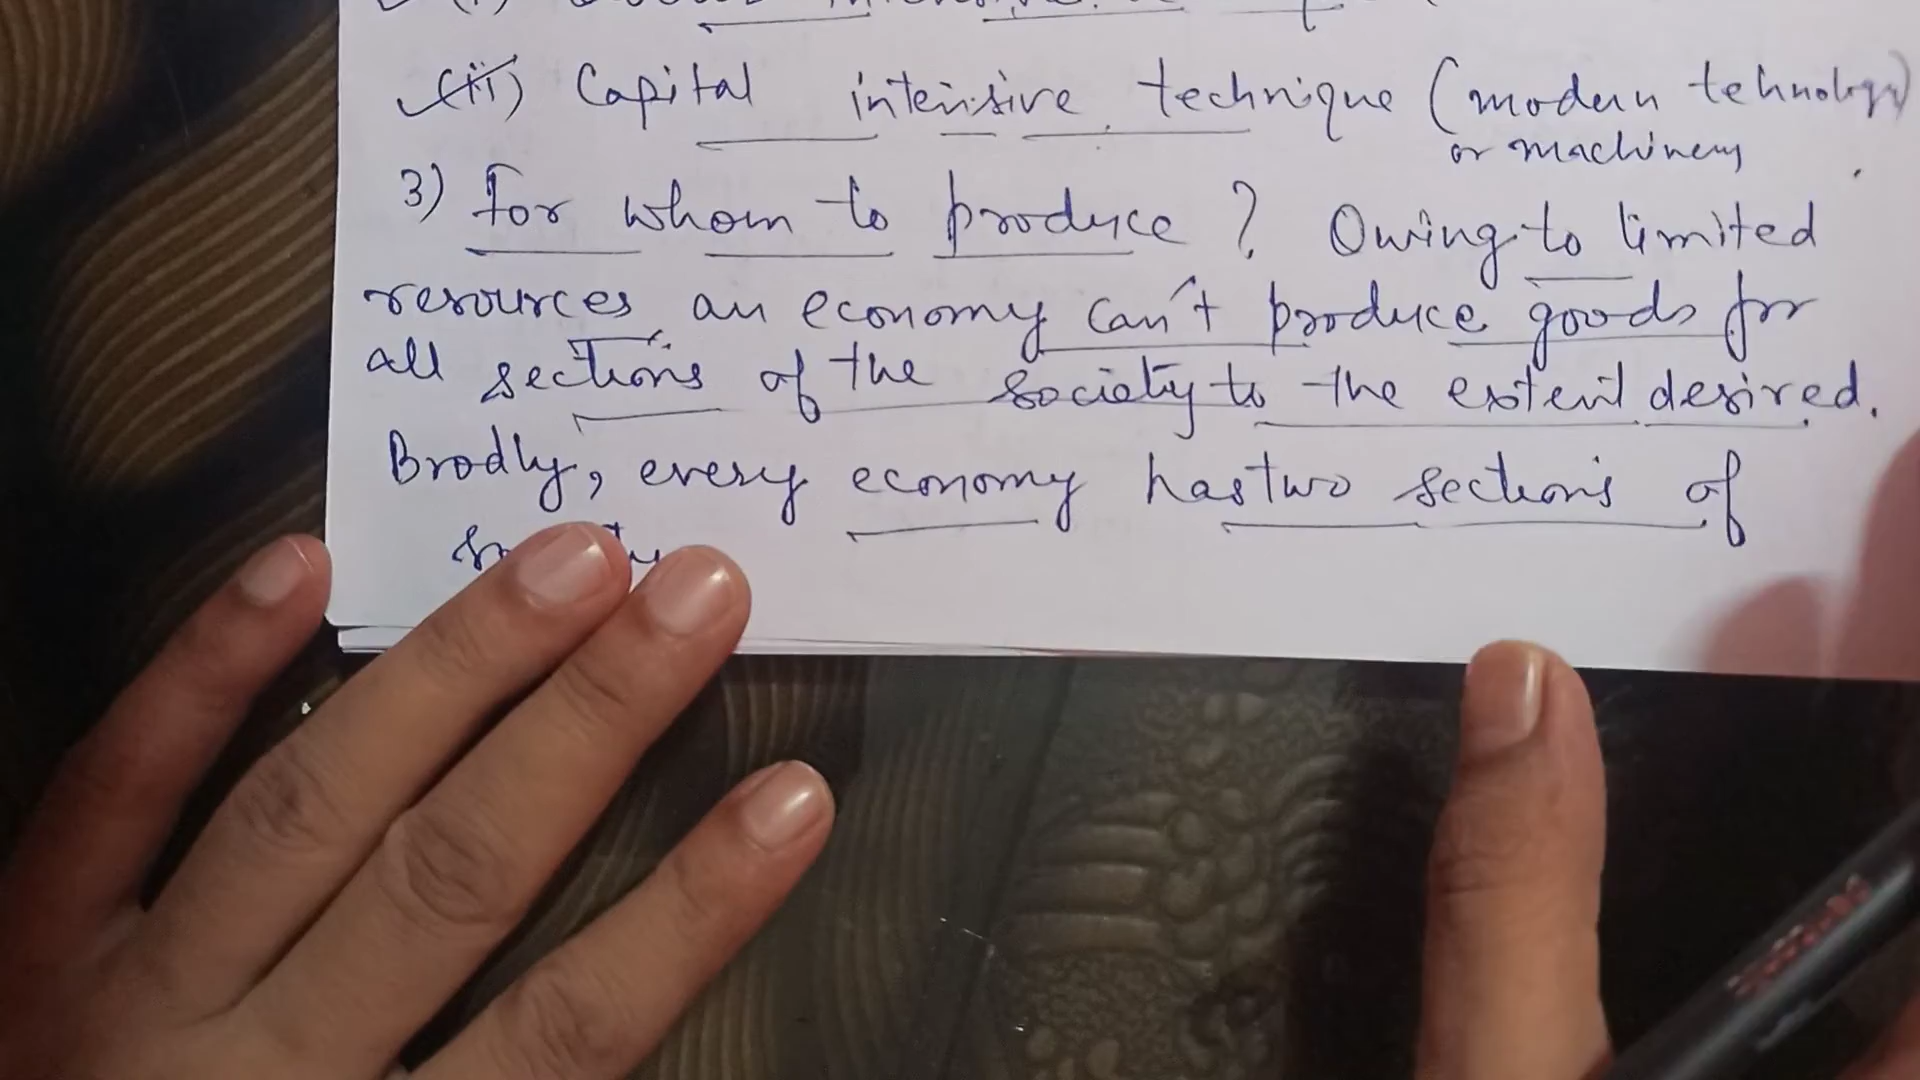 (ii) Capital intensive technique (modern tehnology)
or machinery
3) For whom to produce ? Owing to limited
resources an economy can't produce goods for
all sections of the society to the extent desired.
Brodly, every economy has two sections of